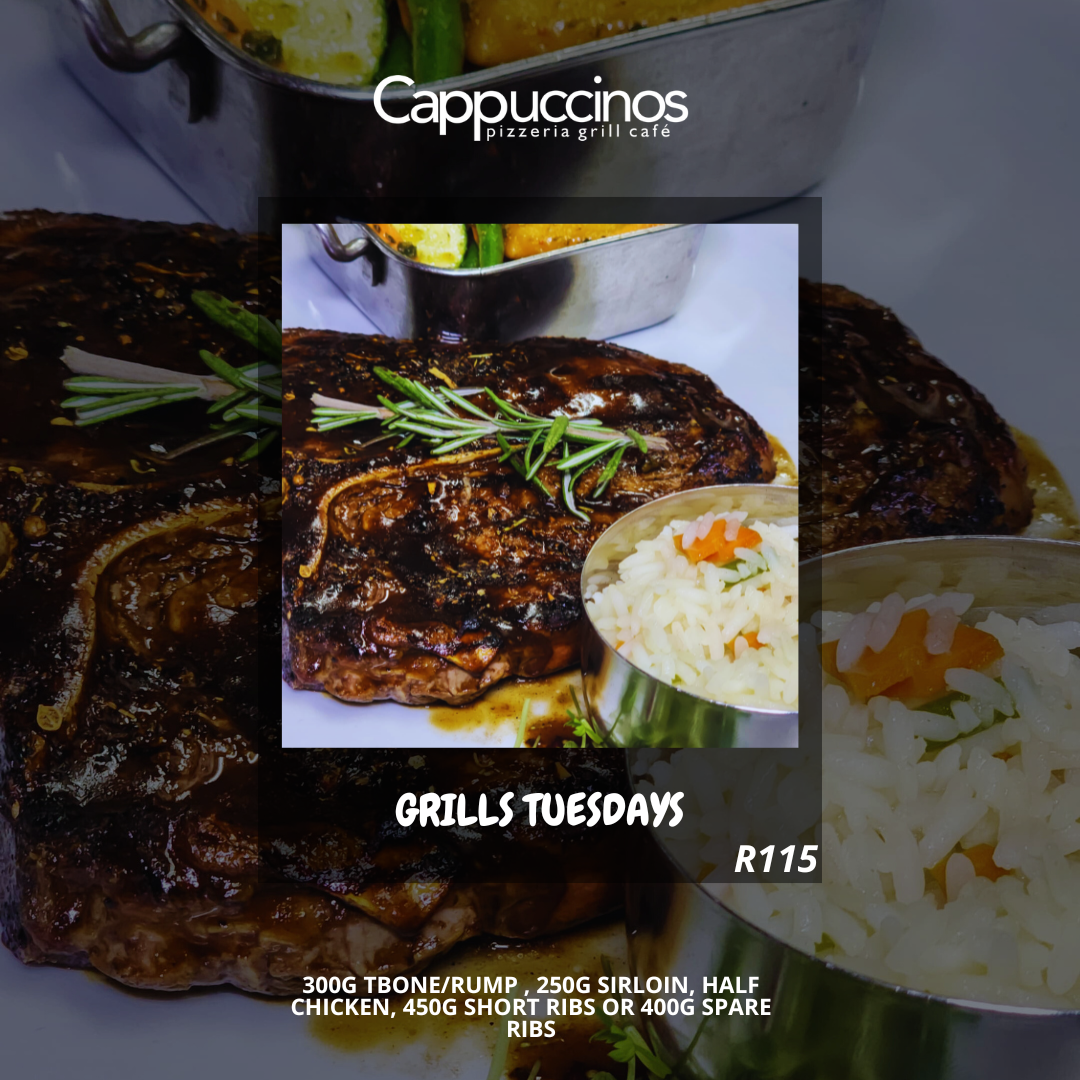 Cappuccinos
pizzeria grill café
GRILLS TUESDAYS
R115
300G TBONE/RUMP , 250G SIRLOIN, HALF
CHICKEN, 450G SHORT RIBS OR 400G SPARE
RIBS